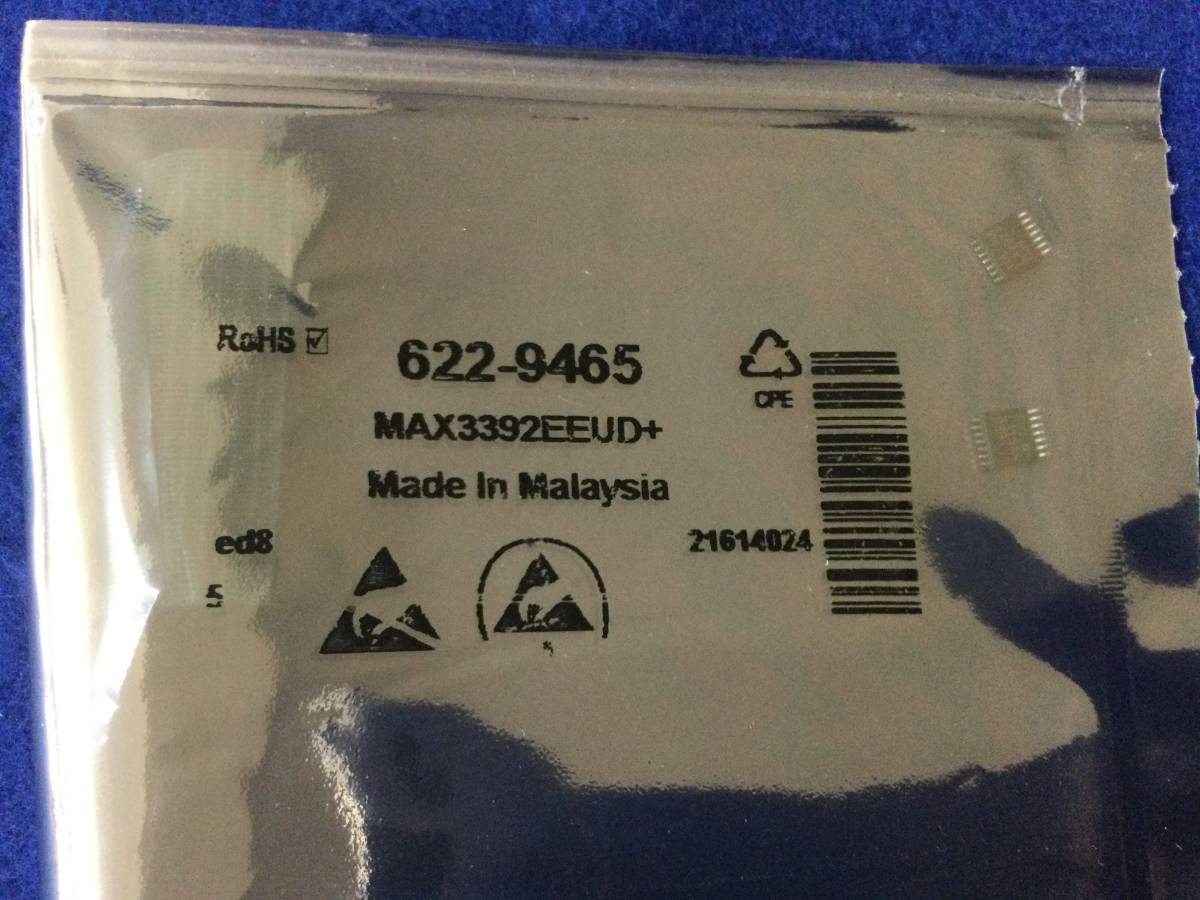 RoHS
622-9465
CPE
MAX3392EEUD+
Made In Malaysia
ed8
21614024
5